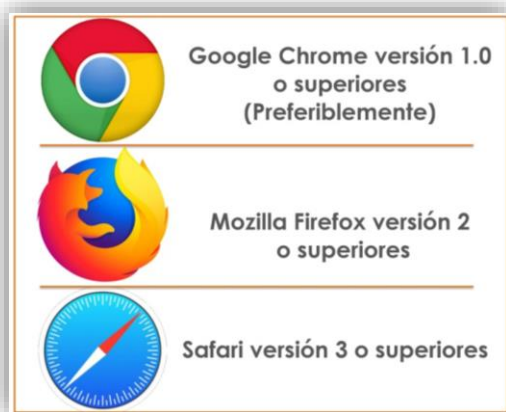 Google Chrome versión 1.0
o superiores
(Preferiblemente)
Mozilla Firefox versión 2
o superiores
Safari versión 3 o superiores